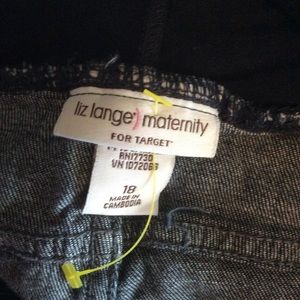 liz lange) maternity
FOR TARGET
RN17730
18
MADE IN
CAMBODIA